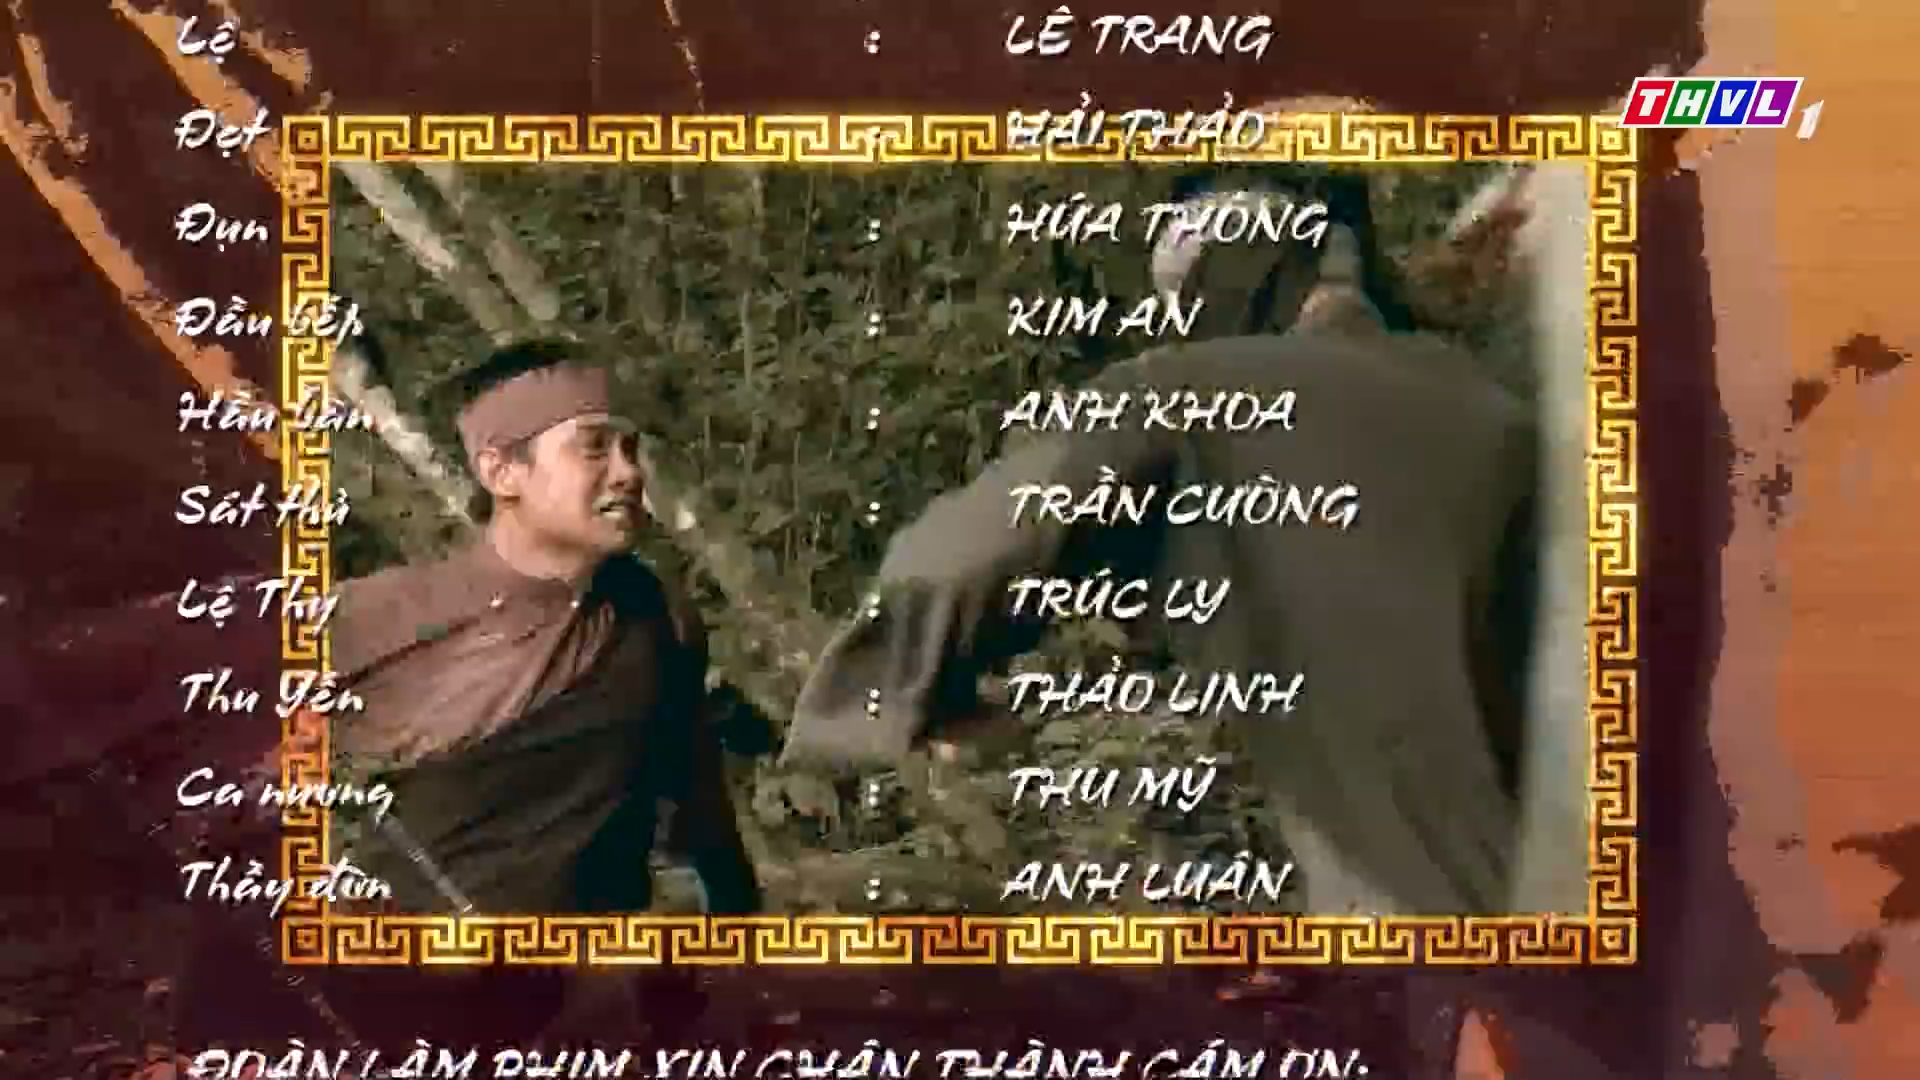 Lệ : LÊ TRANG
THVL1
Đẹt : HẢI THẢO
Đụn : HÚA THÔNG
Đầu bếp : KIM AN
Hầu bàn : ANH KHOA
Sát thủ : TRẦN CƯỜNG
Lệ Thy : TRÚC LY
Thu Yến : THẢO LINH
Ca nương : THU MỸ
Thầy đờn : ANH LUÂN
ĐOÀN LÀM PHIM XIN CHÂN THÀNH CÁM ƠN: